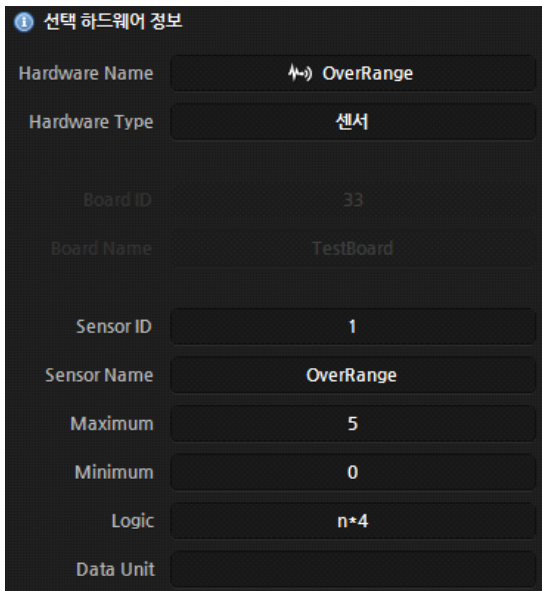 선택 하드웨어 정보
Hardware Name OverRange
Hardware Type 센서
Board ID 33
Board Name TestBoard
Sensor ID 1
Sensor Name OverRange
Maximum 5
Minimum 0
Logic n*4
Data Unit